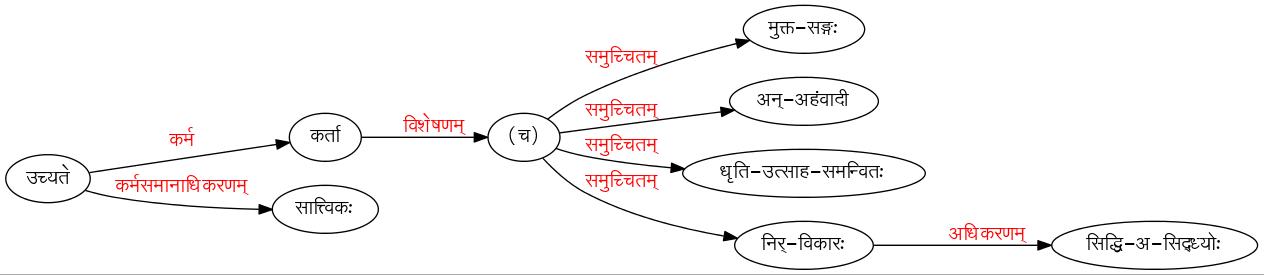 मुक्त-सङ्गः
समुच्चितम्
अन्-अहंवादी
समुच्चितम्
कर्म
कर्ता
विशेषणम्
(च)
समुच्चितम्
उच्यते
धृति-उत्साह-समन्वितः
कर्मसमानाधिकरणम्
समुच्चितम्
सात्त्विकः
निर्-विकारः
अधिकरणम्
सिद्धि-अ-सिद्ध्योः